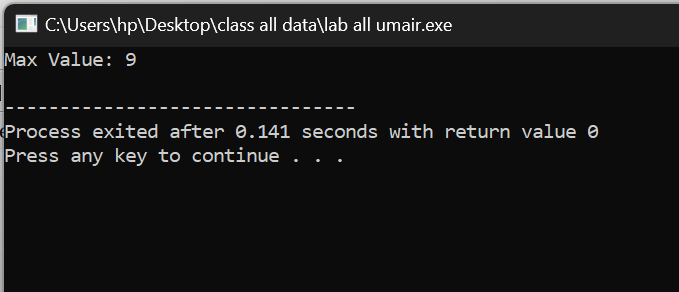 C:\Users\hp\Desktop\class all data\lab all umair.exe
Max Value: 9
--------------------------------
Process exited after 0.141 seconds with return value 0
Press any key to continue . . .